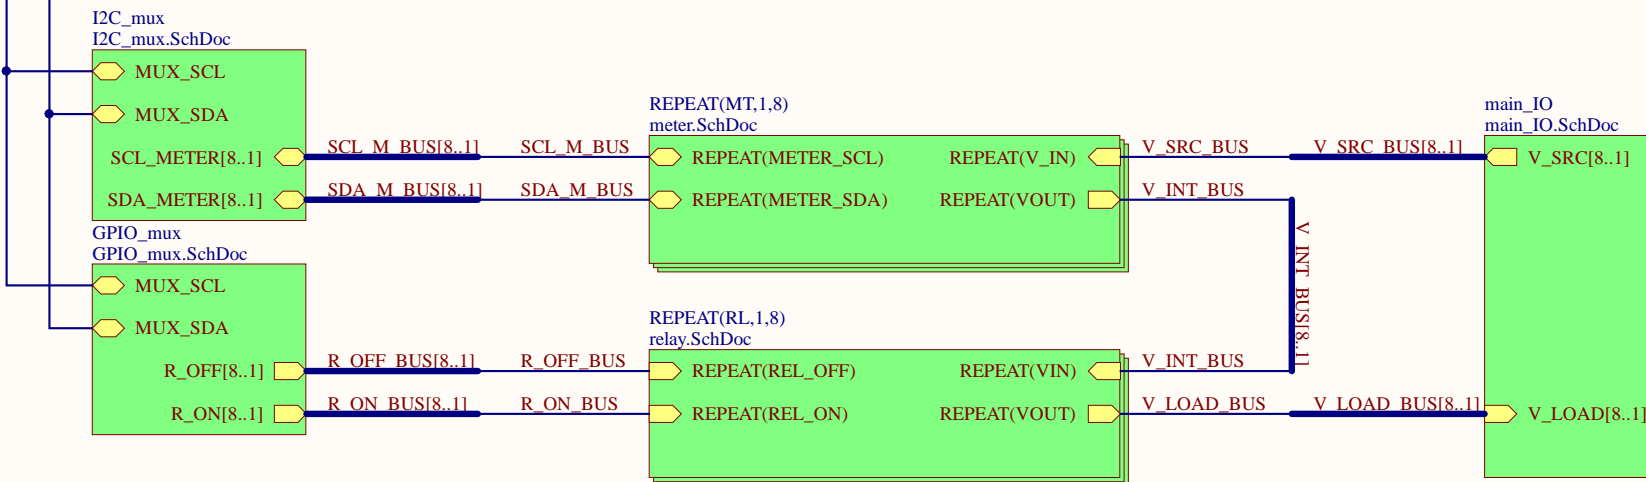 I2C_mux
I2C_mux.SchDoc
MUX_SCL
MUX_SDA
SCL_METER[8..1]
SDA_METER[8..1]
SCL_M_BUS[8..1]
SCL_M_BUS
SDA_M_BUS[8..1]
SDA_M_BUS
REPEAT(MT,1,8)
meter.SchDoc
REPEAT(METER_SCL)
REPEAT(V_IN)
REPEAT(METER_SDA)
REPEAT(VOUT)
V_SRC_BUS
V_SRC_BUS[8..1]
V_INT_BUS
V_INT_BUS[8..1]
main_IO
main_IO.SchDoc
V_SRC[8..1]
GPIO_mux
GPIO_mux.SchDoc
MUX_SCL
MUX_SDA
R_OFF[8..1]
R_ON[8..1]
R_OFF_BUS[8..1]
R_OFF_BUS
R_ON_BUS[8..1]
R_ON_BUS
REPEAT(RL,1,8)
relay.SchDoc
REPEAT(REL_OFF)
REPEAT(VIN)
REPEAT(REL_ON)
REPEAT(VOUT)
V_INT_BUS
V_LOAD_BUS
V_LOAD_BUS[8..1]
V_LOAD[8..1]